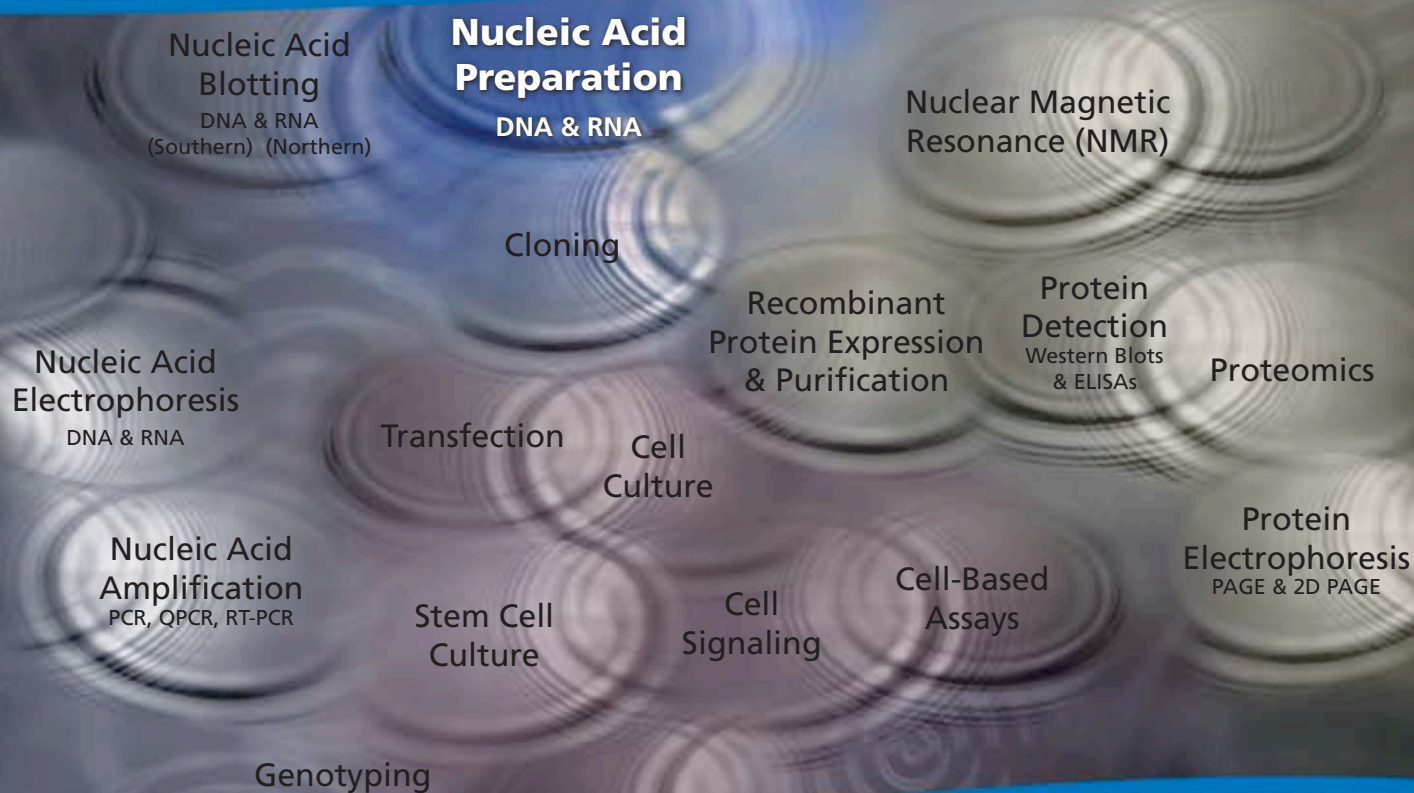 Nucleic Acid
Blotting
DNA & RNA
(Southern) (Northern)
Nucleic Acid
Preparation
DNA & RNA
Nuclear Magnetic
Resonance (NMR)
Cloning
Recombinant
Protein Expression
& Purification
Protein
Detection
Western Blots
& ELISAs
Proteomics
Nucleic Acid
Electrophoresis
DNA & RNA
Transfection
Cell
Culture
Nucleic Acid
Amplification
PCR, QPCR, RT-PCR
Stem Cell
Culture
Cell
Signaling
Cell-Based
Assays
Protein
Electrophoresis
PAGE & 2D PAGE
Genotyping